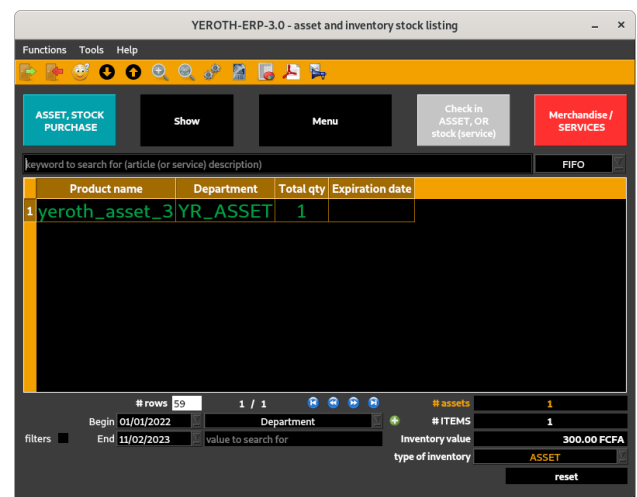 YEROTH-ERP-3.0 - asset and inventory stock listing
Functions Tools Help
ASSET, STOCK
PURCHASE
Show
Menu
Check in
ASSET, OR
stock (service)
Merchandise /
SERVICES
keyword to search for (article (or service) description)
FIFO
Product name Department Total qty Expiration date
1 yeroth_asset_3 YR_ASSET 1
# rows 59 1 / 1 # assets 1
Begin 01/01/2022 Department # ITEMS 1
filters End 11/02/2023 value to search for Inventory value 300.00 FCFA
type of inventory ASSET
reset